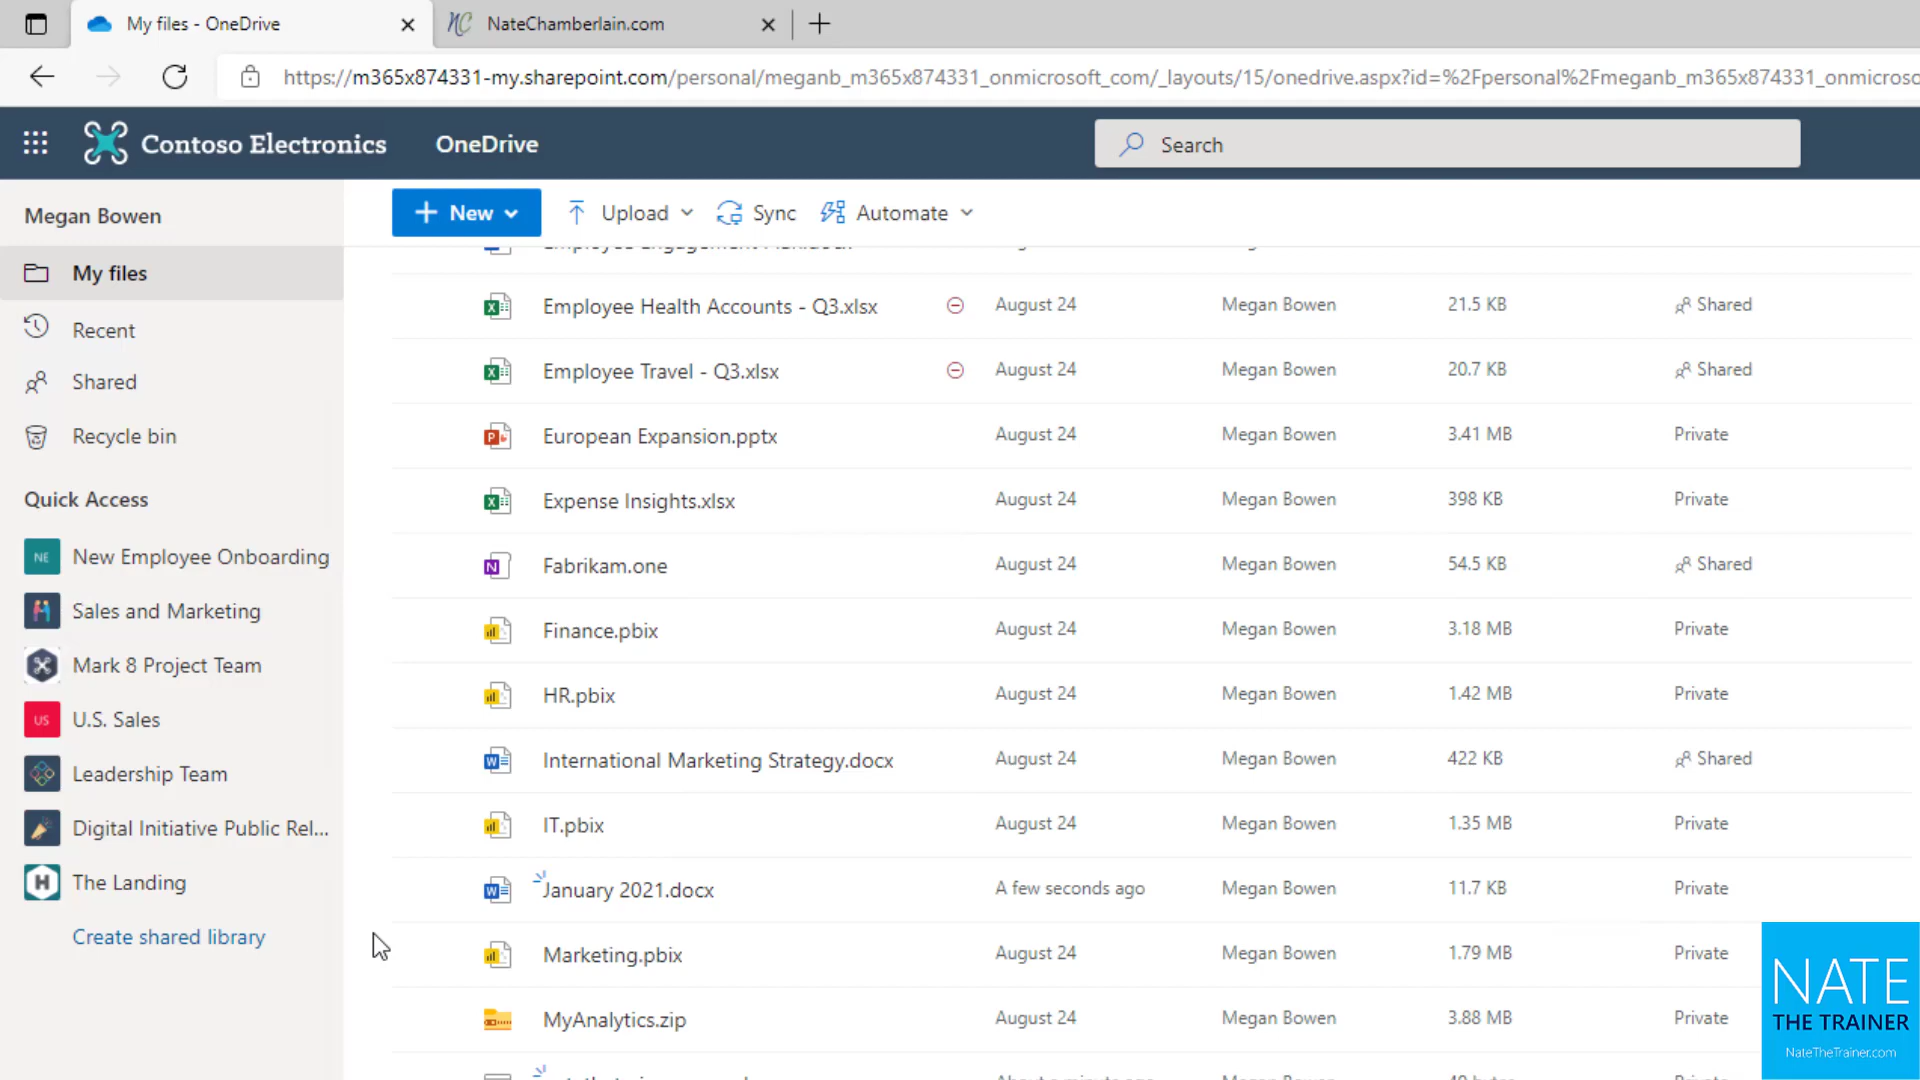 My files - OneDrive
NateChamberlain.com
https://m365x874331-my.sharepoint.com/personal/meganb_m365x874331_onmicrosoft_com/_layouts/15/onedrive.aspx?id=%2Fpersonal%2Fmeganb_m365x874331_onmicroso
Contoso Electronics
OneDrive
Search
Megan Bowen
New
Upload
Sync
Automate
My files
Recent
Shared
Recycle bin
Quick Access
NE New Employee Onboarding
Sales and Marketing
Mark 8 Project Team
US U.S. Sales
Leadership Team
Digital Initiative Public Rel...
The Landing
Create shared library
Employee Health Accounts - Q3.xlsx August 24 Megan Bowen 21.5 KB Shared
Employee Travel - Q3.xlsx August 24 Megan Bowen 20.7 KB Shared
European Expansion.pptx August 24 Megan Bowen 3.41 MB Private
Expense Insights.xlsx August 24 Megan Bowen 398 KB Private
Fabrikam.one August 24 Megan Bowen 54.5 KB Shared
Finance.pbix August 24 Megan Bowen 3.18 MB Private
HR.pbix August 24 Megan Bowen 1.42 MB Private
International Marketing Strategy.docx August 24 Megan Bowen 422 KB Shared
IT.pbix August 24 Megan Bowen 1.35 MB Private
January 2021.docx A few seconds ago Megan Bowen 11.7 KB Private
Marketing.pbix August 24 Megan Bowen 1.79 MB Private
MyAnalytics.zip August 24 Megan Bowen 3.88 MB Private
NATE
THE TRAINER
NateTheTrainer.com